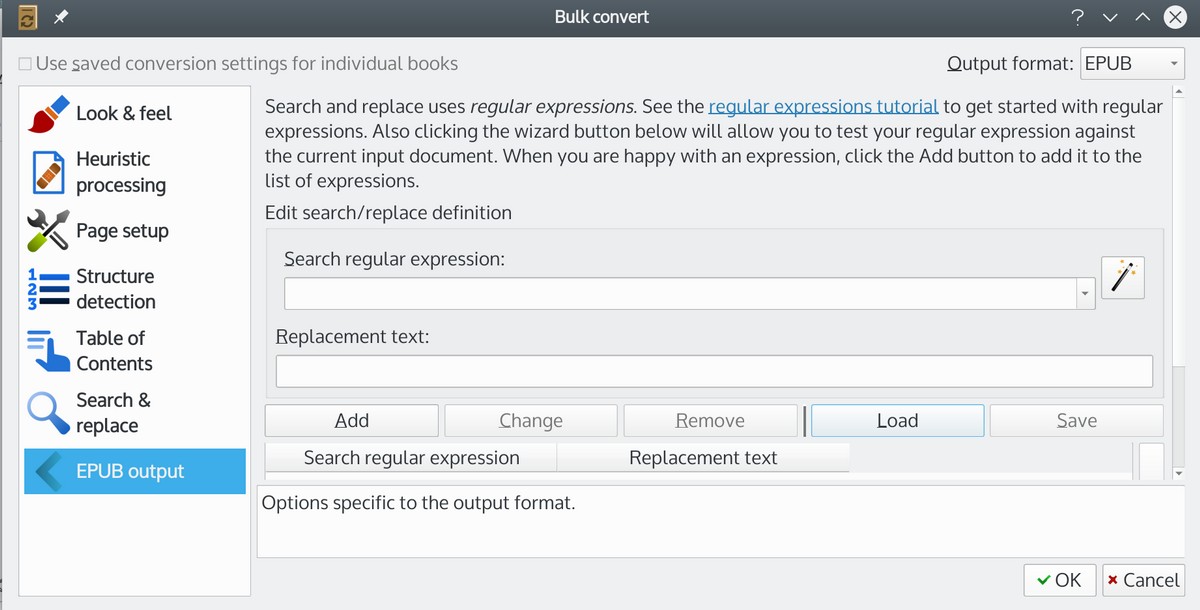 Bulk convert
Use saved conversion settings for individual books
Output format: EPUB
Look & feel
Heuristic
processing
Page setup
Structure
detection
Table of
Contents
Search &
replace
EPUB output
Search and replace uses regular expressions. See the regular expressions tutorial to get started with regular
expressions. Also clicking the wizard button below will allow you to test your regular expression against
the current input document. When you are happy with an expression, click the Add button to add it to the
list of expressions.
Edit search/replace definition
Search regular expression:
Replacement text:
Add Change Remove Load Save
Search regular expression Replacement text
Options specific to the output format.
OK Cancel